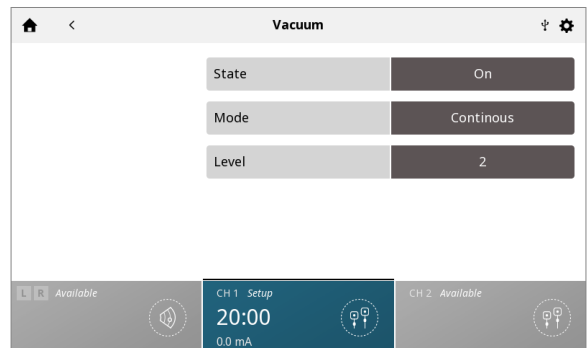 Vacuum
State On
Mode Continous
Level 2
L R Available
CH 1 Setup
20:00
0.0 mA
CH 2 Available